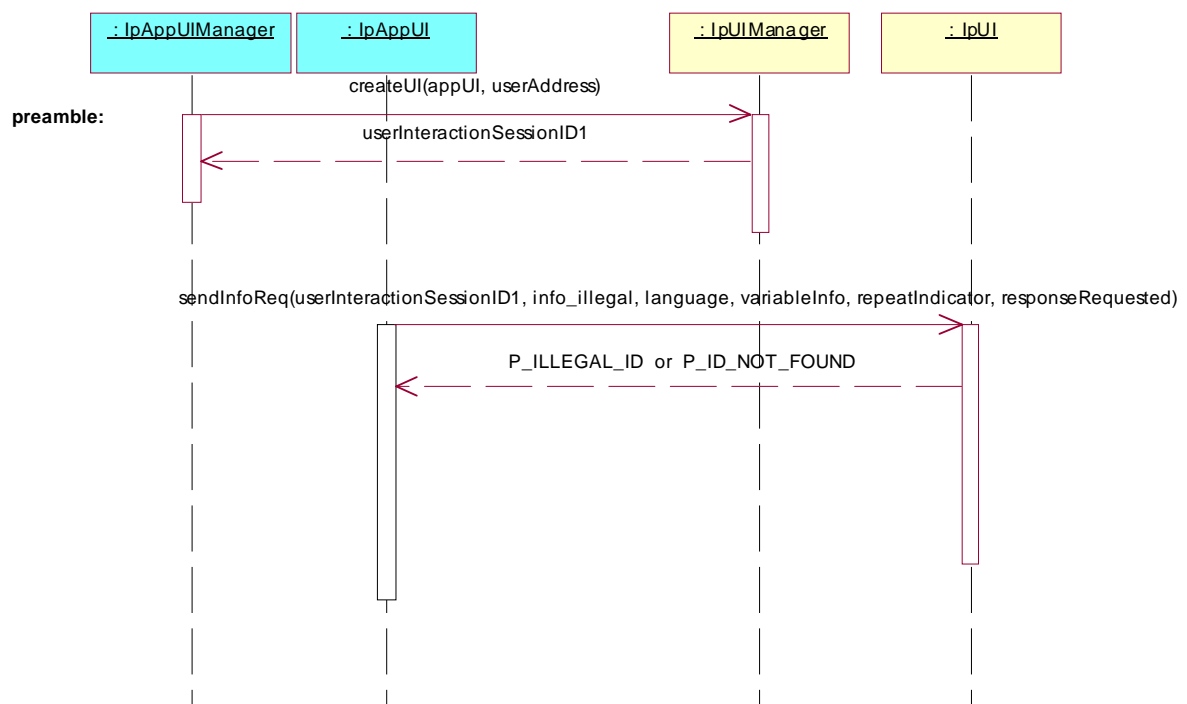 : IpAppUIManager
: IpAppUI
: IpUIManager
: IpUI
createUI(appUI, userAddress)
preamble:
userInteractionSessionID1
sendInfoReq(userInteractionSessionID1, info_illegal, language, variableInfo, repeatIndicator, responseRequested)
P_ILLEGAL_ID or P_ID_NOT_FOUND